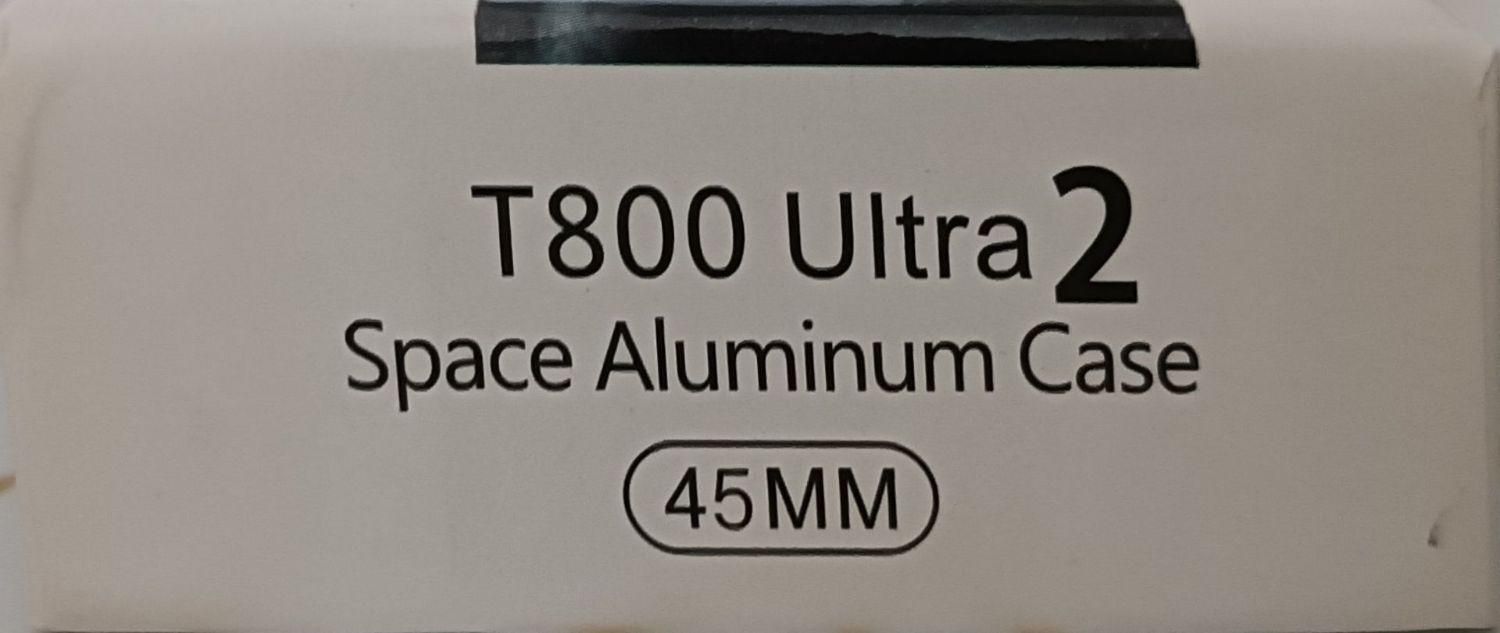 T800 Ultra 2
Space Aluminum Case
45MM